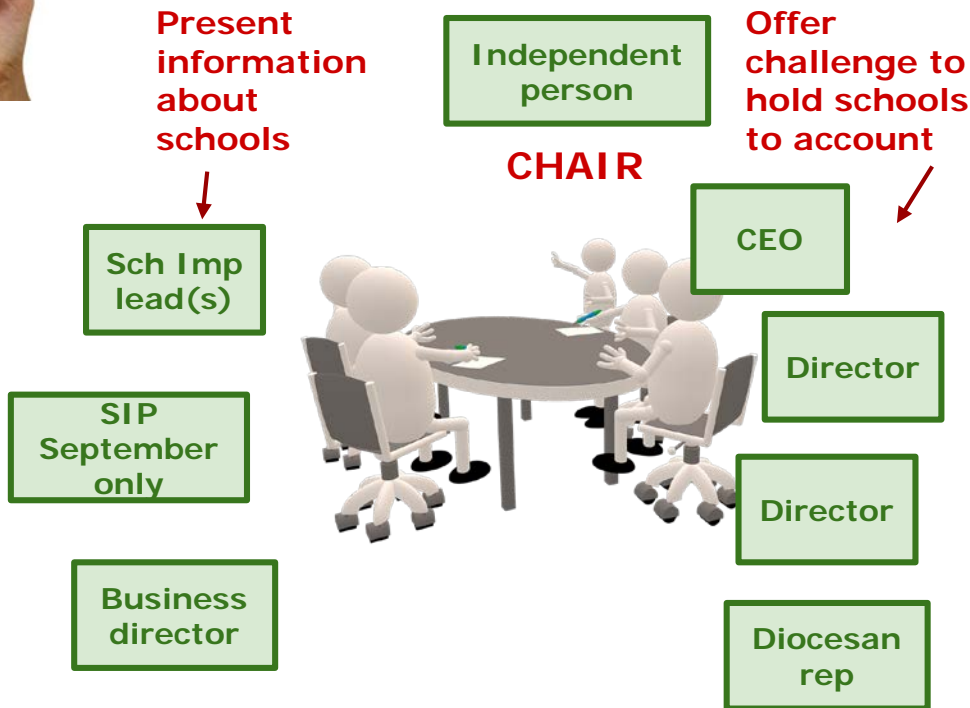 Present
information
about
schools
Independent
person
CHAIR
Offer
challenge to
hold schools
to account
Sch Imp
lead(s)
SIP
September
only
Business
director
CEO
Director
Director
Diocesan
rep